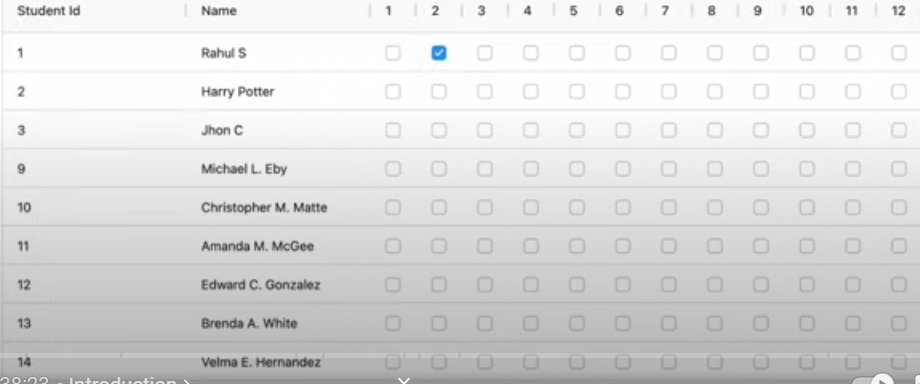 Student Id Name 1 2 3 4 5 6 7 8 9 10 11 12
1 Rahul S
2 Harry Potter
3 Jhon C
9 Michael L. Eby
10 Christopher M. Matte
11 Amanda M. McGee
12 Edward C. Gonzalez
13 Brenda A. White
14 Velma E. Hernandez
38:23 • Introduction >